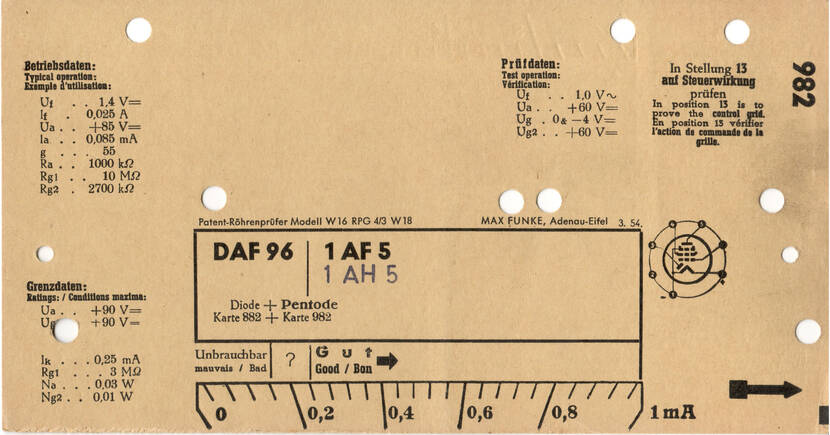 Betriebsdaten:
Typical operation:
Exemple d'utilisation:
Uf . . 1,4 V=
If . 0,025 A
Ua . . +85 V=
Ia . . 0,085 mA
g . . . 55
Ra . . 1000 kΩ
Rg1 . . 10 MΩ
Rg2 . 2700 kΩ
Prüfdaten:
Test operation:
Vérification:
Uf . . 1,0 V~
Ua . . +60 V=
Ug . 0 & -4 V=
Ug2 . . +60 V=
In Stellung 13
auf Steuerwirkung
prüfen
In position 13 is to
prove the control grid.
En position 13 vérifier
l'action de commande de la
grille.
982
Patent-Röhrenprüfer Modell W 16 RPG 4/3 W 18
MAX FUNKE, Adenau-Eifel 3. 54.
DAF 96 1 AF 5
1 AH 5
Diode + Pentode
Karte 882 + Karte 982
Grenzdaten:
Ratings: / Conditions maxima:
Ua . . +90 V=
+90 V=
Ik . . . 0,25 mA
Rg1 . . . 3 MΩ
Na . . . 0,03 W
Ng2 . . 0,01 W
Unbrauchbar ? Gut
mauvais / Bad Good / Bon
0 0,2 0,4 0,6 0,8 1 mA